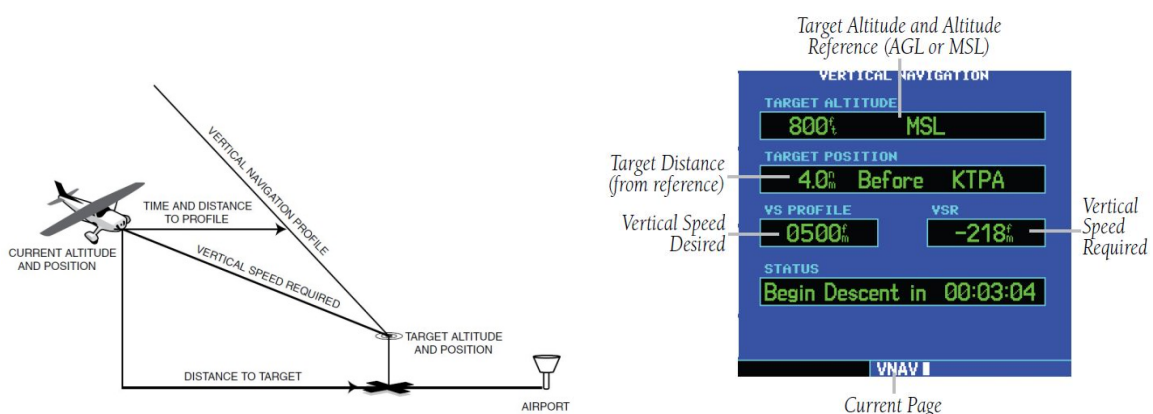 VERTICAL NAVIGATION PROFILE
TIME AND DISTANCE
TO PROFILE
CURRENT ALTITUDE
AND POSITION
VERTICAL SPEED REQUIRED
TARGET ALTITUDE
AND POSITION
DISTANCE TO TARGET
AIRPORT
Target Altitude and Altitude
Reference (AGL or MSL)
VERTICAL NAVIGATION
TARGET ALTITUDE
800ft MSL
Target Distance
(from reference)
TARGET POSITION
4.0nm Before KTPA
Vertical Speed
Desired
VS PROFILE
0500fm
VSR
-218fm
Vertical
Speed
Required
STATUS
Begin Descent in 00:03:04
VNAV
Current Page